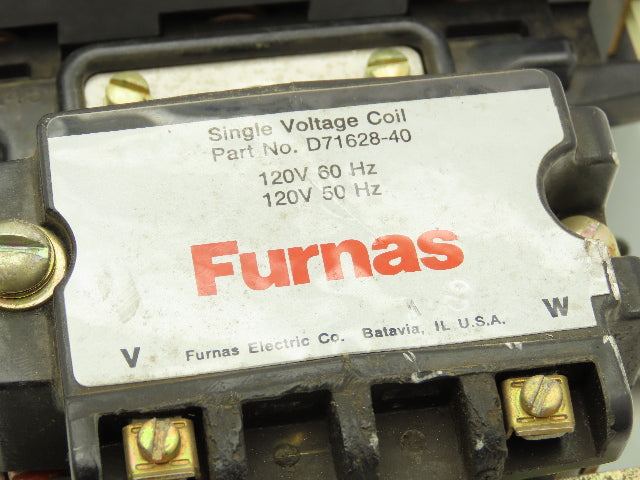 Single Voltage Coil
Part No. D71628-40
120V 60 Hz
120V 50 Hz
Furnas
V W
Furnas Electric Co. Batavia, IL U.S.A.